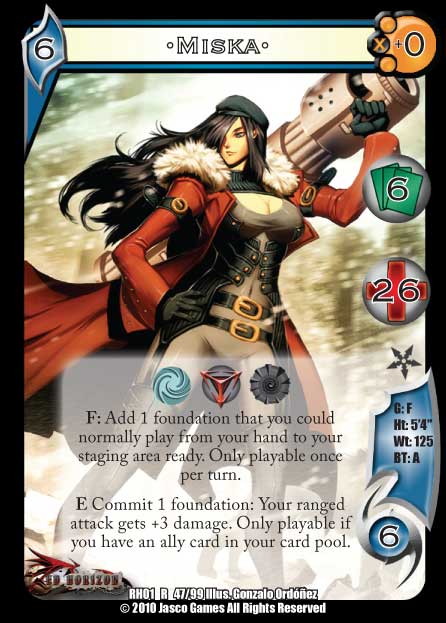 6
•Miska•
X +0
6
26
G: F
Ht: 5'4"
Wt: 125
BT: A
6
F: Add 1 foundation that you could
normally play from your hand to your
staging area ready. Only playable once
per turn.
E Commit 1 foundation: Your ranged
attack gets +3 damage. Only playable if
you have an ally card in your card pool.
RED HORIZON
RH01_R_47/99 Illus. Gonzalo Ordóñez
© 2010 Jasco Games All Rights Reserved